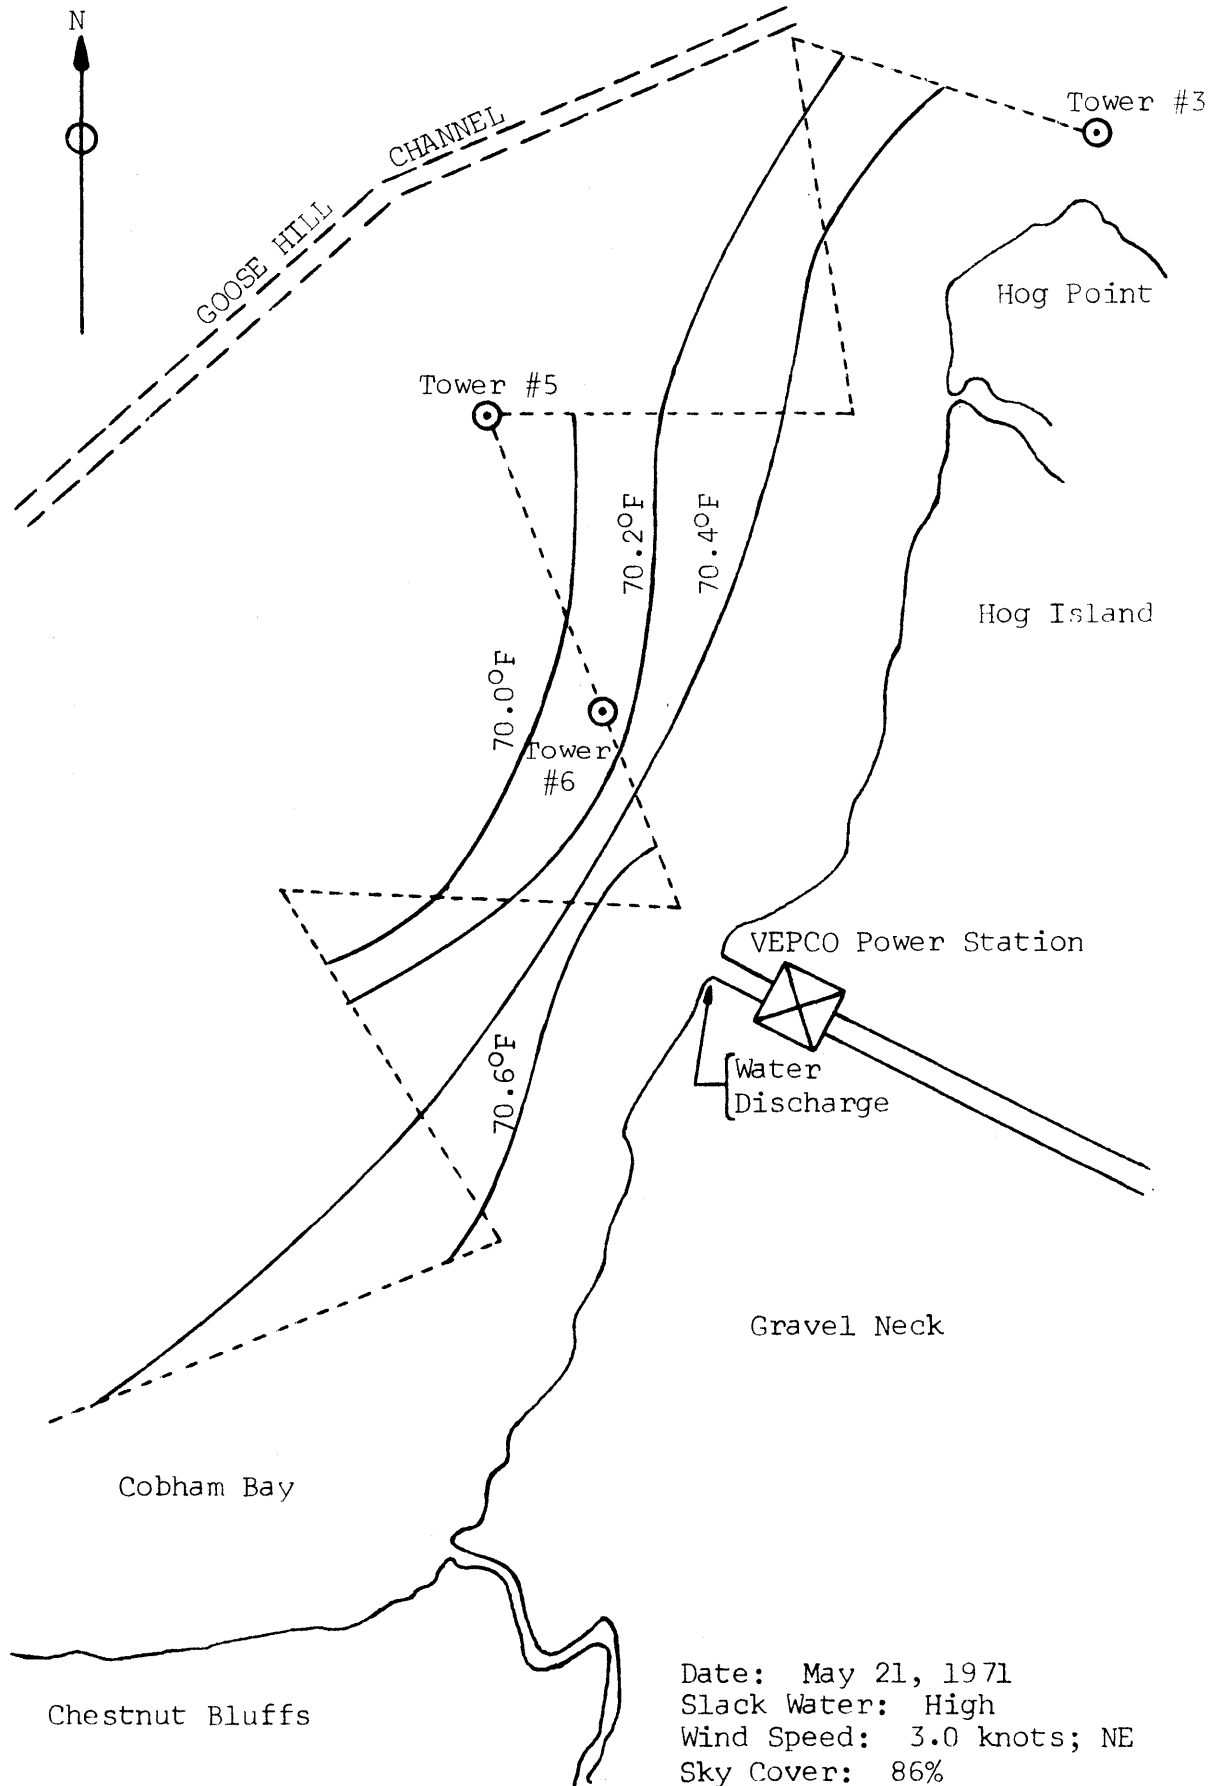 N
GOOSE HILL CHANNEL
Tower #3
Hog Point
Tower #5
70.2°F
70.4°F
Hog Island
70.0°F
Tower
#6
VEPCO Power Station
70.6°F
Water
Discharge
Gravel Neck
Cobham Bay
Chestnut Bluffs
Date: May 21, 1971
Slack Water: High
Wind Speed: 3.0 knots; NE
Sky Cover: 86%